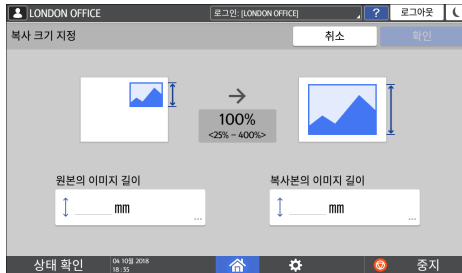 LONDON OFFICE
로그인: [LONDON OFFICE]
?
로그아웃
복사 크기 지정
취소
확인
100%
<25% ~ 400%>
원본의 이미지 길이
복사본의 이미지 길이
mm
...
mm
...
상태 확인
04 10월 2018
18:35
중지